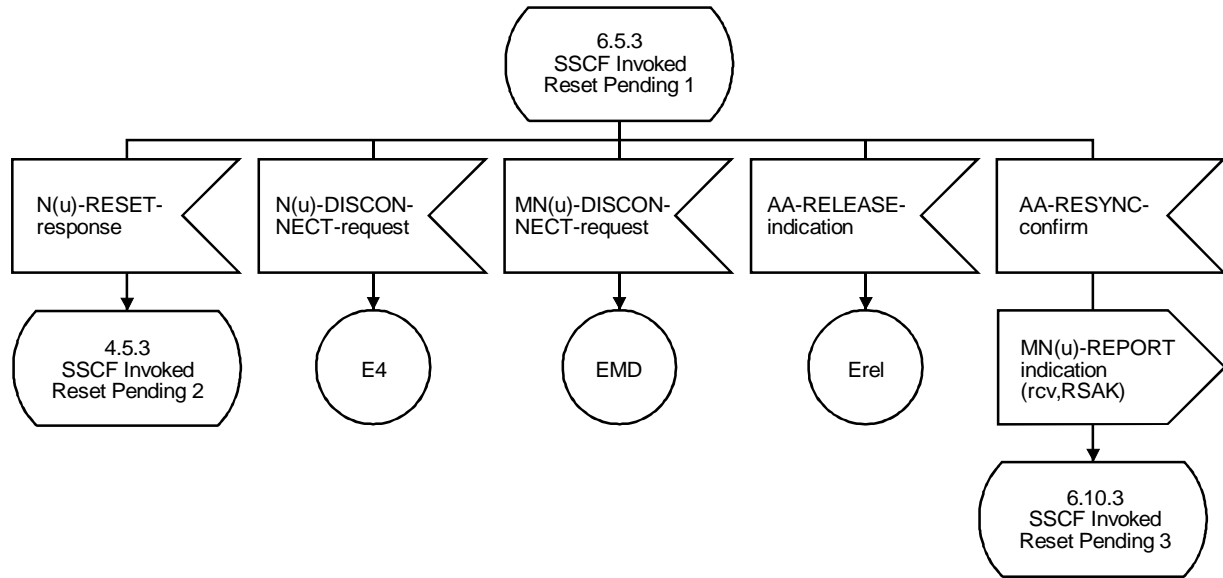 6.5.3
SSCF Invoked
Reset Pending 1
N(u)-RESET-
response
N(u)-DISCON-
NECT-request
MN(u)-DISCON-
NECT-request
AA-RELEASE-
indication
AA-RESYNC-
confirm
4.5.3
SSCF Invoked
Reset Pending 2
E4
EMD
Erel
MN(u)-REPORT
indication
(rcv,RSAK)
6.10.3
SSCF Invoked
Reset Pending 3